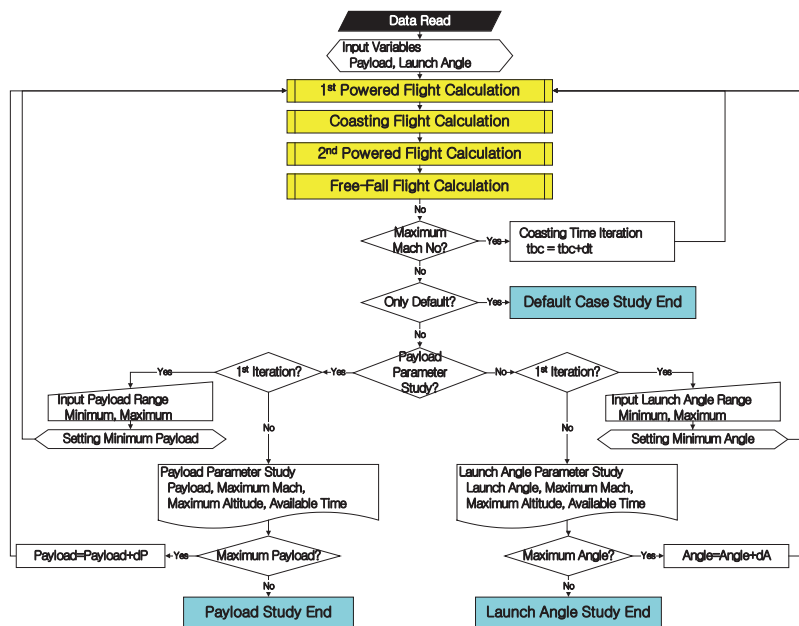 Data Read
Input Variables
Payload, Launch Angle
1st Powered Flight Calculation
Coasting Flight Calculation
2nd Powered Flight Calculation
Free-Fall Flight Calculation
No
Maximum
Mach No?
Yes
Coasting Time Iteration
tbc = tbc+dt
No
Only Default?
Yes
Default Case Study End
No
Payload
Parameter
Study?
Yes
1st Iteration?
Yes
Input Payload Range
Minimum, Maximum
Setting Minimum Payload
No
1st Iteration?
Yes
Input Launch Angle Range
Minimum, Maximum
Setting Minimum Angle
No
Payload Parameter Study
Payload, Maximum Mach,
Maximum Altitude, Available Time
Maximum Payload?
Yes
Payload=Payload+dP
No
Payload Study End
No
Launch Angle Parameter Study
Launch Angle, Maximum Mach,
Maximum Altitude, Available Time
Maximum Angle?
Yes
Angle=Angle+dA
No
Launch Angle Study End